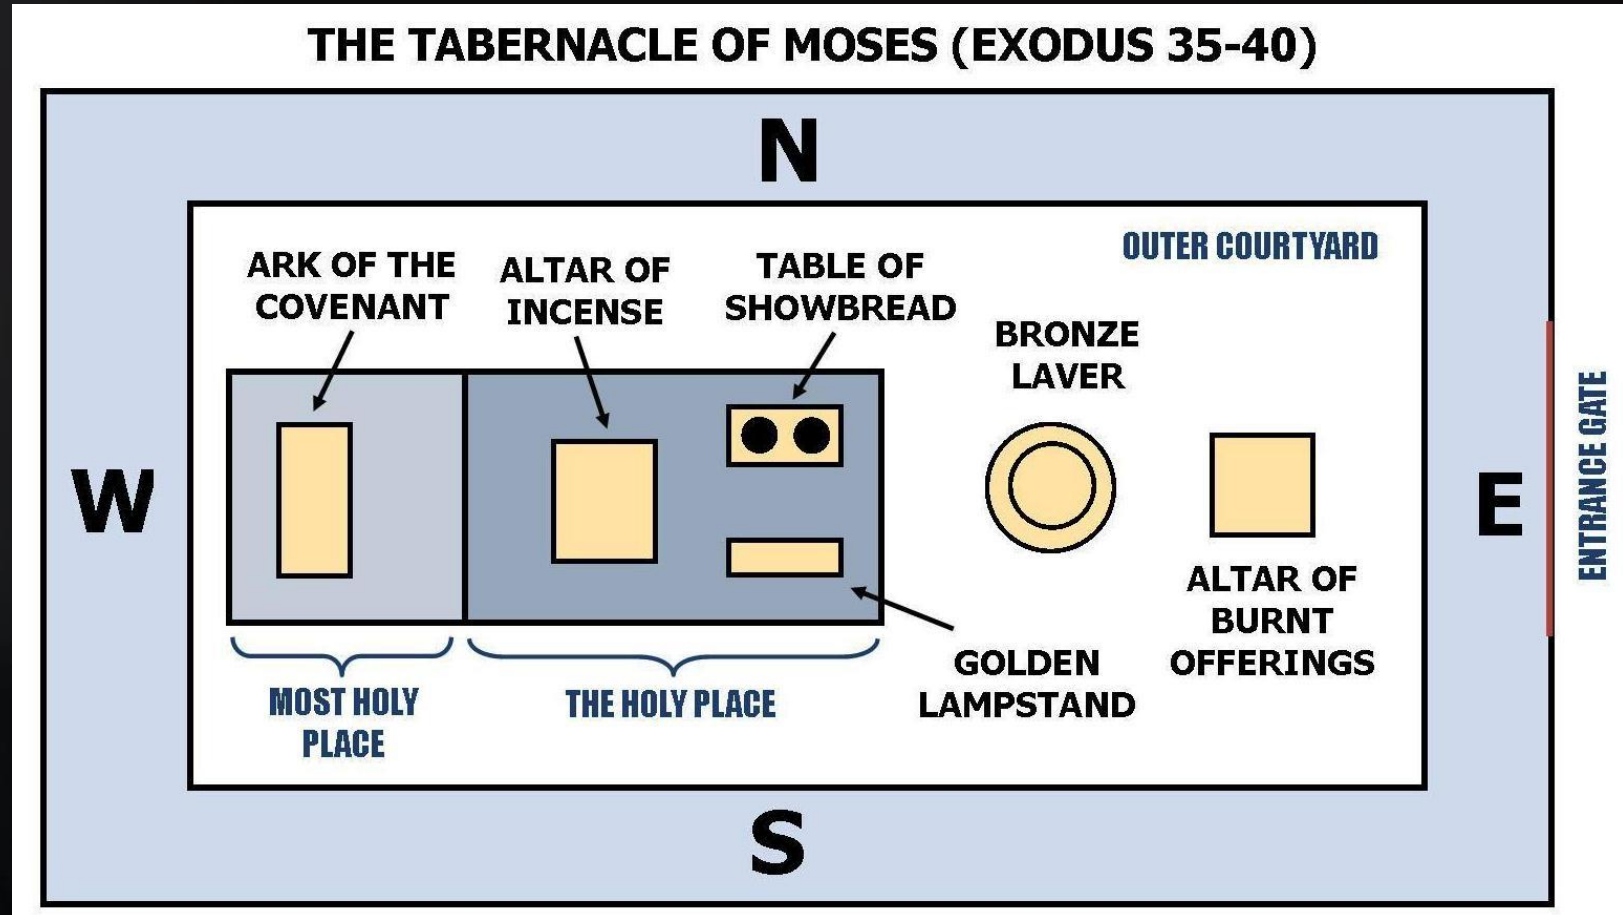 THE TABERNACLE OF MOSES (EXODUS 35-40)
N
OUTER COURTYARD
ARK OF THE
COVENANT
ALTAR OF
INCENSE
TABLE OF
SHOWBREAD
BRONZE
LAVER
W
E
ENTRANCE GATE
ALTAR OF
BURNT
OFFERINGS
GOLDEN
LAMPSTAND
MOST HOLY
PLACE
THE HOLY PLACE
S